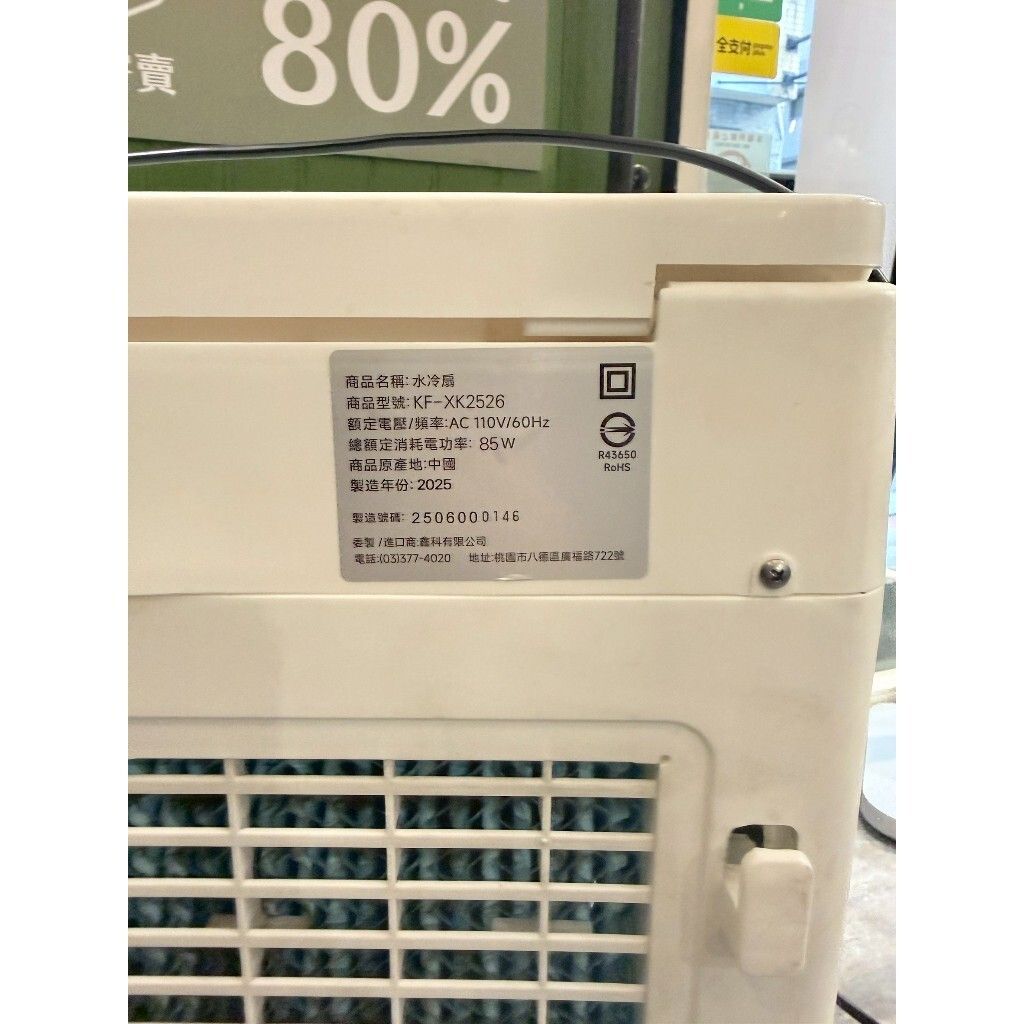 80%
賣
全支付
商品名稱: 水冷扇
商品型號: KF-XK2526
額定電壓/頻率: AC 110V/60Hz
總額定消耗電功率: 85W
商品原產地: 中國
製造年份: 2025
製造號碼: 2506000146
委製/進口商:鑫科有限公司
電話:(03)377-4020 地址:桃園市八德區廣福路722號
R43650
RoHS